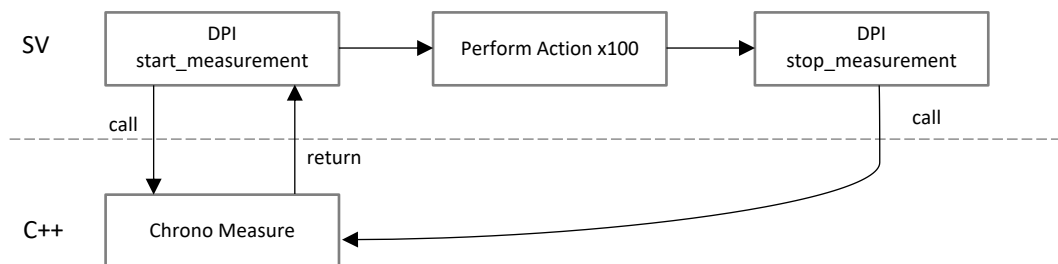 SV
DPI
start_measurement
Perform Action x100
DPI
stop_measurement
call
call
return
C++
Chrono Measure